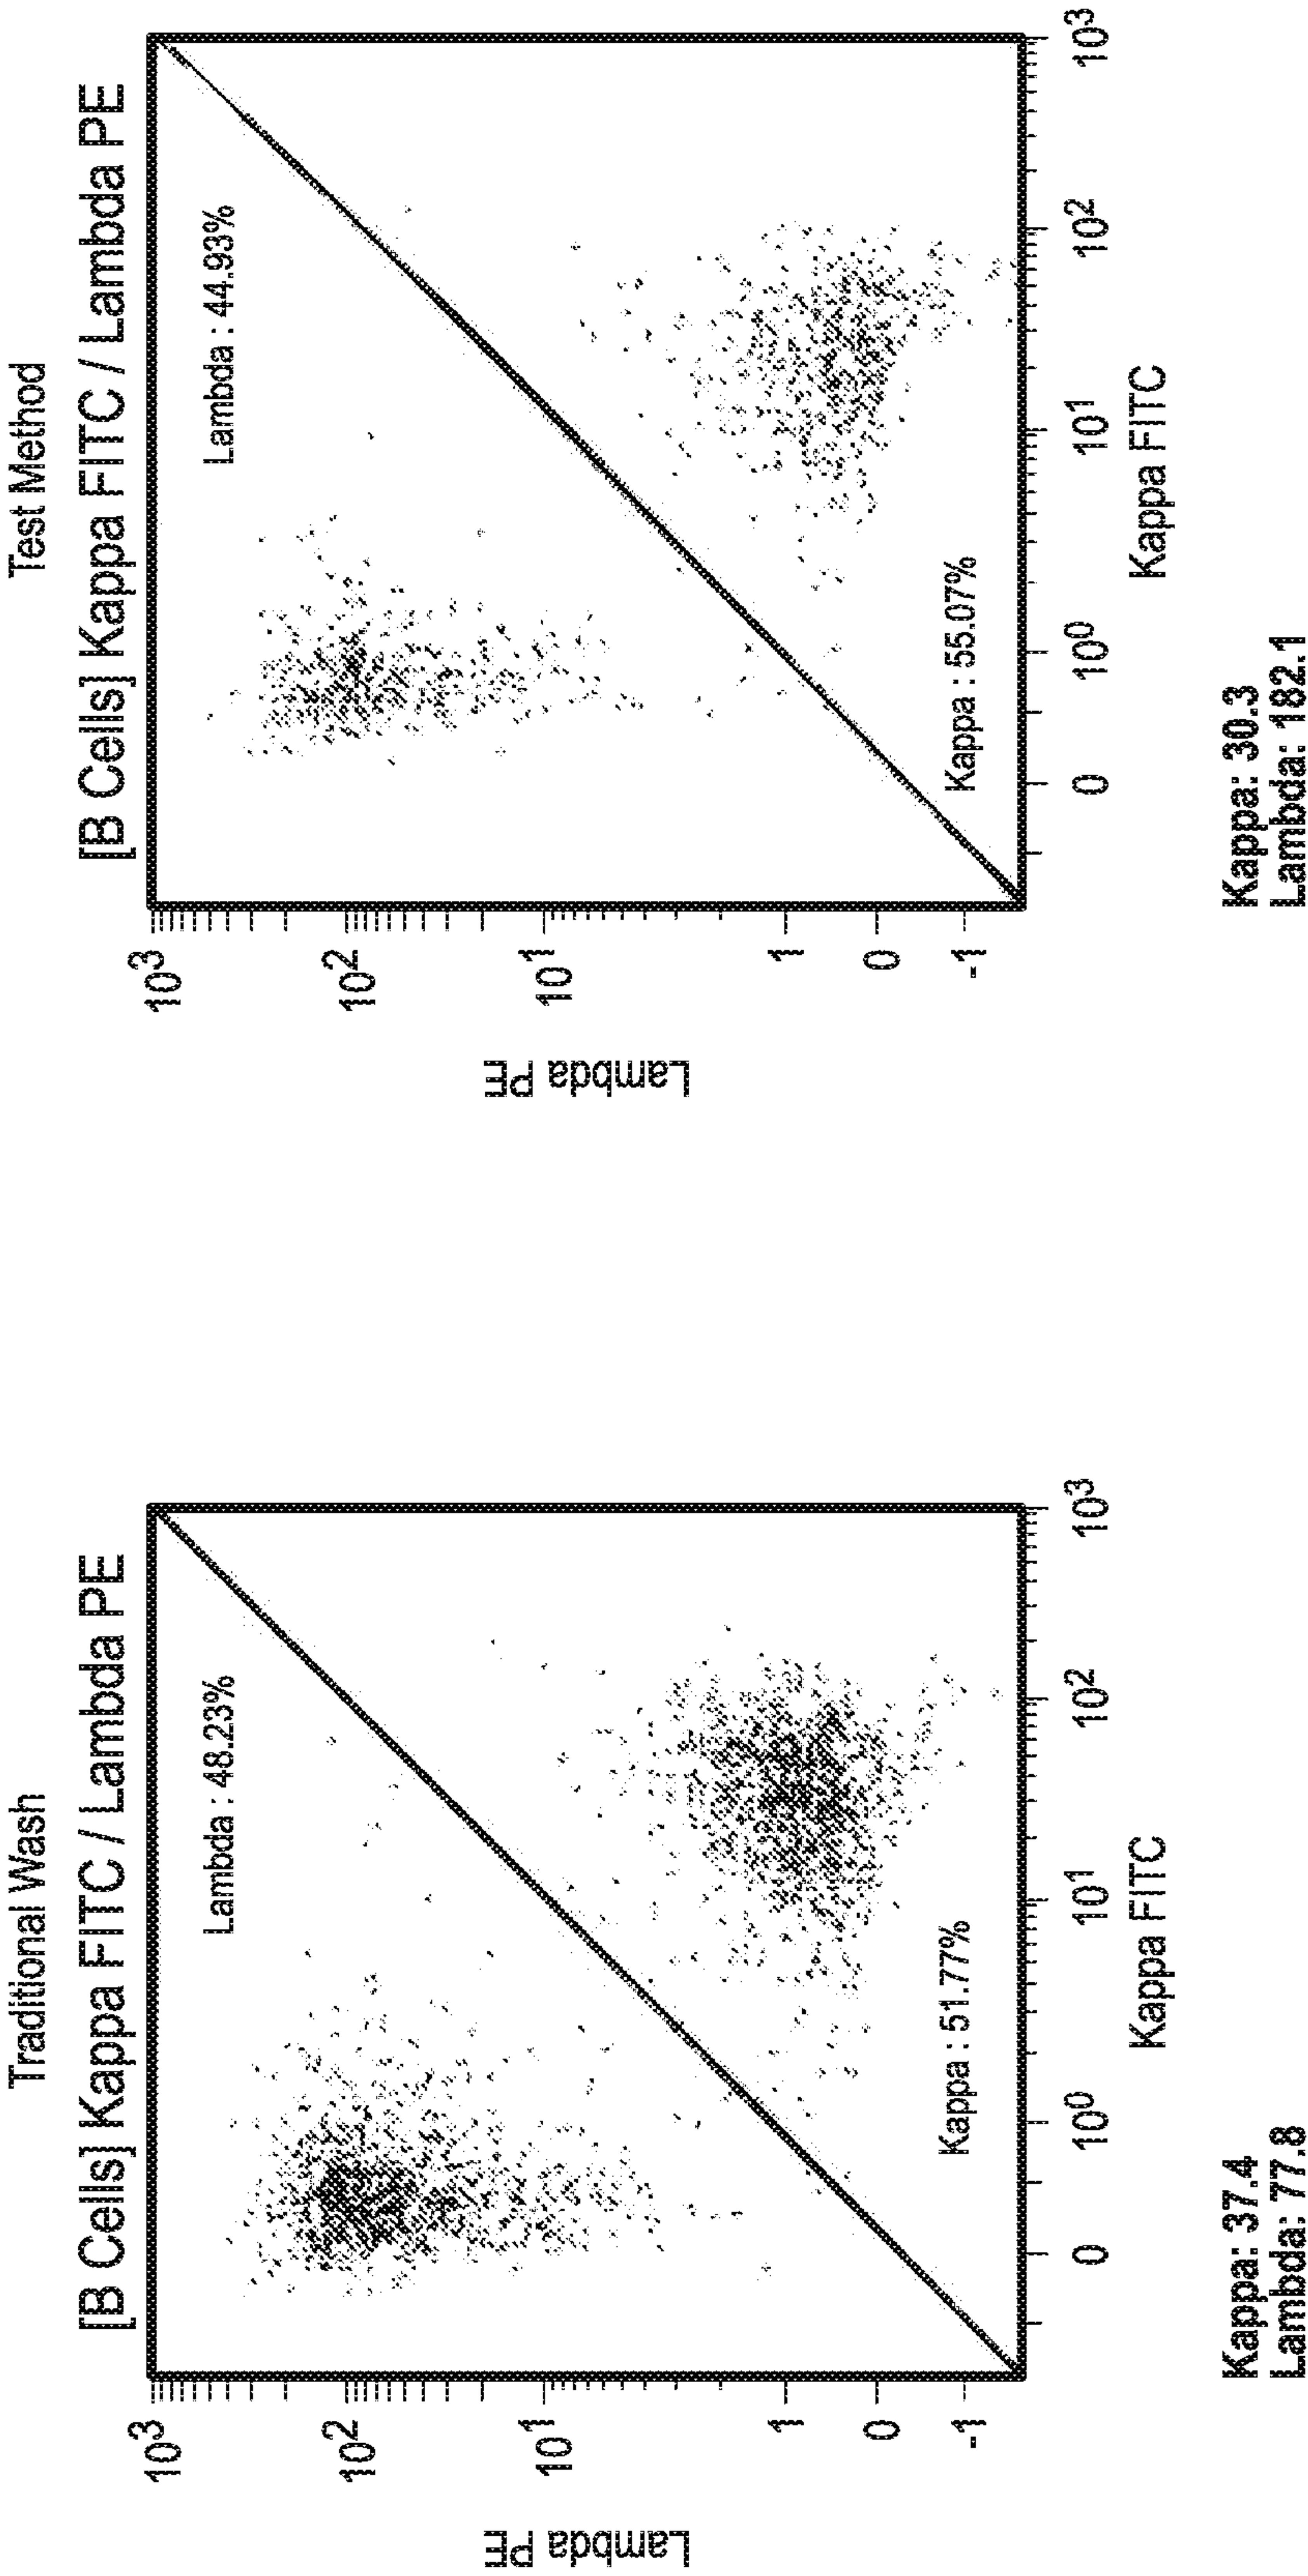 Traditional Wash
[B Cells] Kappa FITC / Lambda PE
Lambda : 48.23%
Kappa : 51.77%
Lambda PE
10³
10²
10¹
1
0
-1
0
10⁰
10¹
10²
10³
Kappa FITC
Kappa: 37.4
Lambda: 77.8
Test Method
[B Cells] Kappa FITC / Lambda PE
Lambda : 44.93%
Kappa : 55.07%
Lambda PE
10³
10²
10¹
1
0
-1
0
10⁰
10¹
10²
10³
Kappa FITC
Kappa: 30.3
Lambda: 182.1